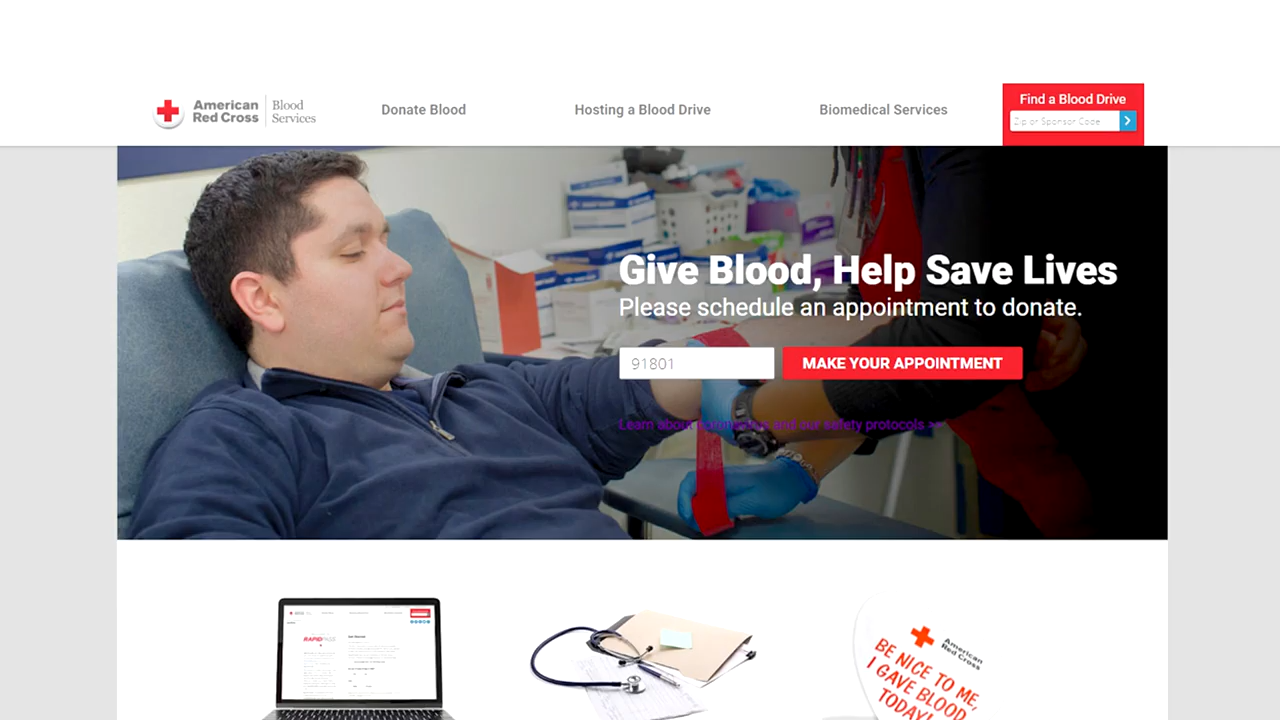 American
Red Cross
Blood
Services
Donate Blood
Hosting a Blood Drive
Biomedical Services
Find a Blood Drive
Zip or Sponsor Code
Give Blood, Help Save Lives
Please schedule an appointment to donate.
91801
MAKE YOUR APPOINTMENT
Learn about and our safety protocols >>
RAPIDPASS
American
Red Cross
BE NICE TO ME,
I GAVE BLOOD
TODAY!